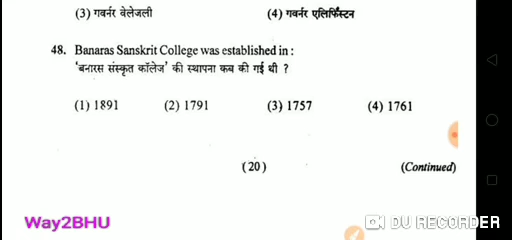 (3) गवर्नर वेलेजली (4) गवर्नर एलिफिंस्टन
48. Banaras Sanskrit College was established in :
'बनारस संस्कृत कॉलेज' की स्थापना कब की गई थी ?
(1) 1891 (2) 1791 (3) 1757 (4) 1761
(20) (Continued)
Way2BHU
DU RECORDER